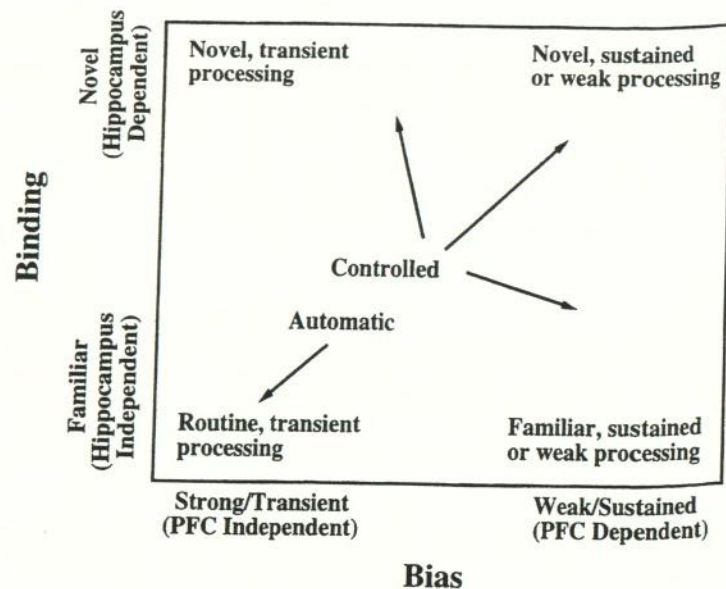 Novel
(Hippocampus
Dependent)
Novel, transient
processing
Novel, sustained
or weak processing
Binding
Controlled
Automatic
Familiar
(Hippocampus
Independent)
Routine, transient
processing
Familiar, sustained
or weak processing
Strong/Transient
(PFC Independent)
Weak/Sustained
(PFC Dependent)
Bias